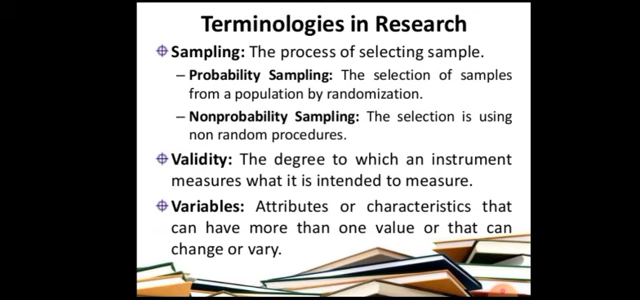 Terminologies in Research
Sampling: The process of selecting sample.
– Probability Sampling: The selection of samples
from a population by randomization.
– Nonprobability Sampling: The selection is using
non random procedures.
Validity: The degree to which an instrument
measures what it is intended to measure.
Variables: Attributes or characteristics that
can have more than one value or that can
change or vary.